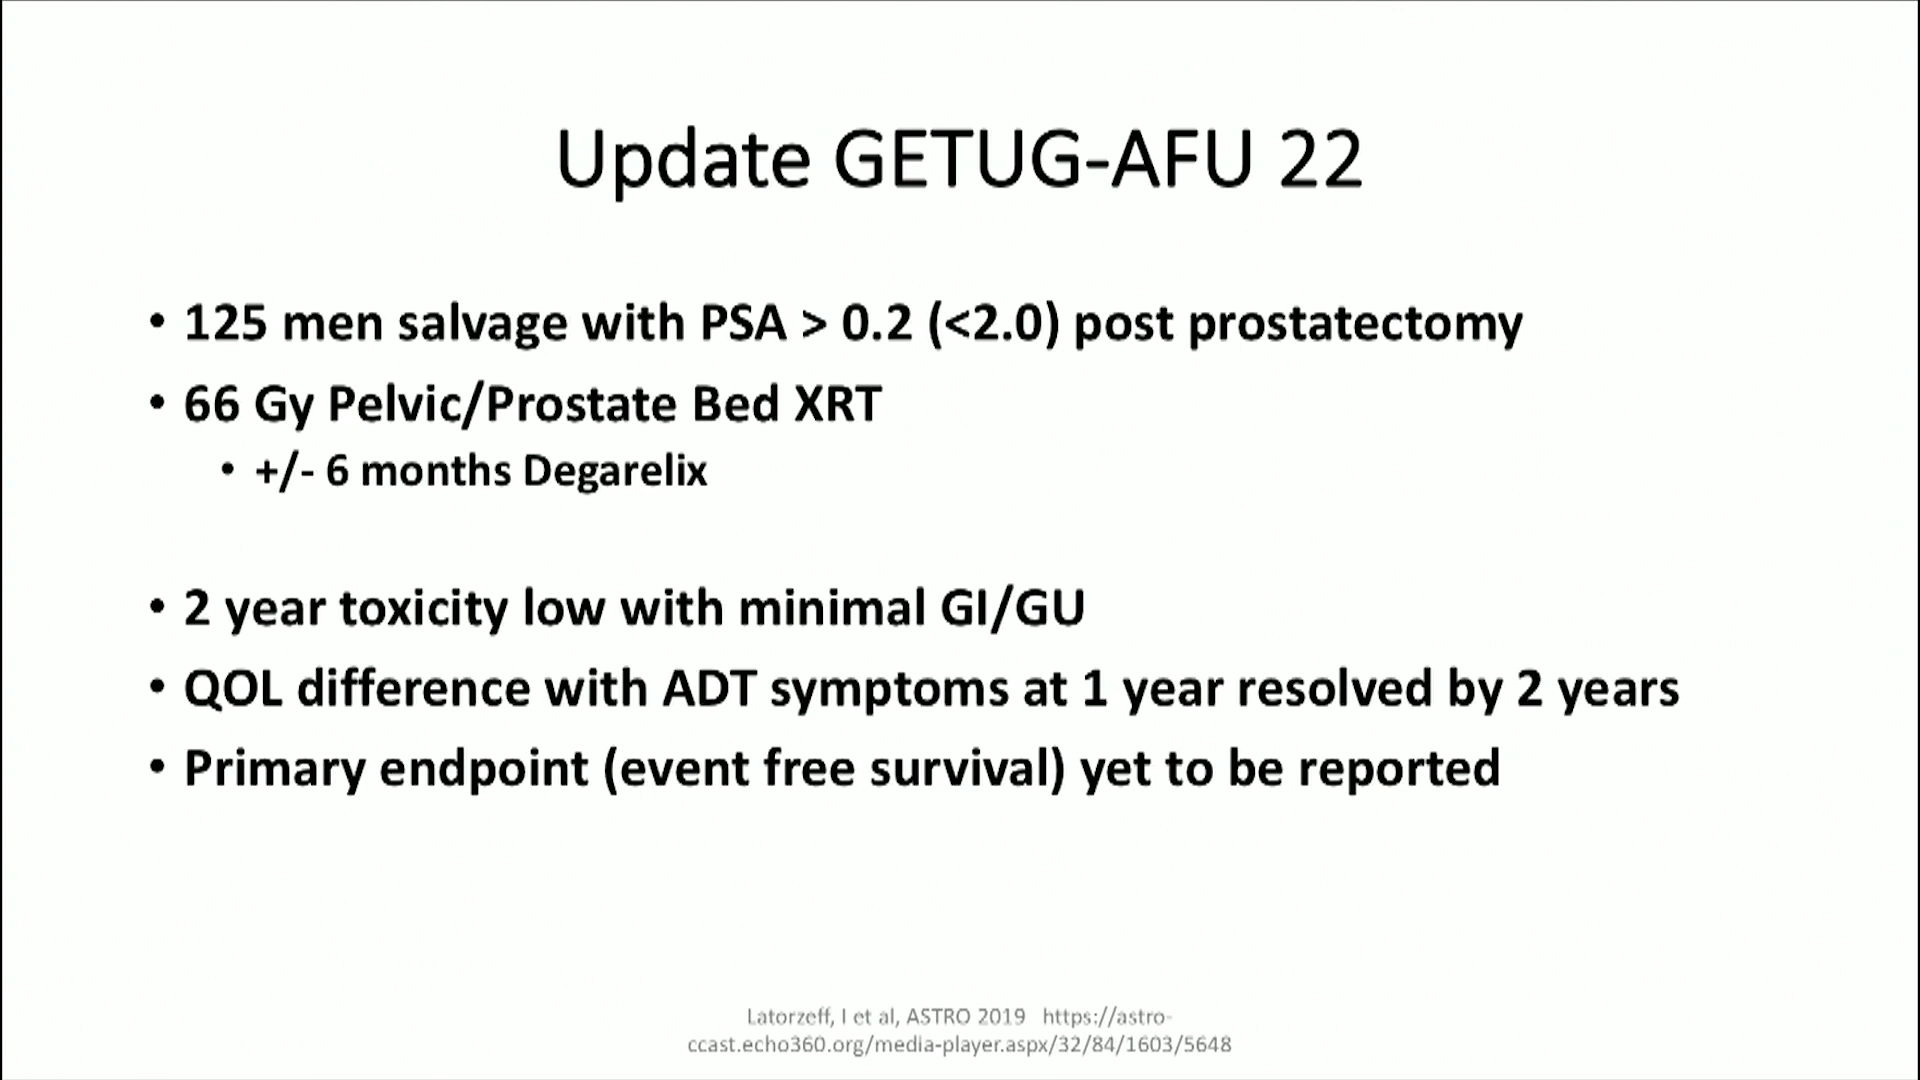 Update GETUG-AFU 22
• 125 men salvage with PSA > 0.2 (<2.0) post prostatectomy
• 66 Gy Pelvic/Prostate Bed XRT
• +/- 6 months Degarelix
• 2 year toxicity low with minimal GI/GU
• QOL difference with ADT symptoms at 1 year resolved by 2 years
• Primary endpoint (event free survival) yet to be reported
Latorzeff, I et al, ASTRO 2019 https://astro-
ccast.echo360.org/media-player.aspx/32/84/1603/5648